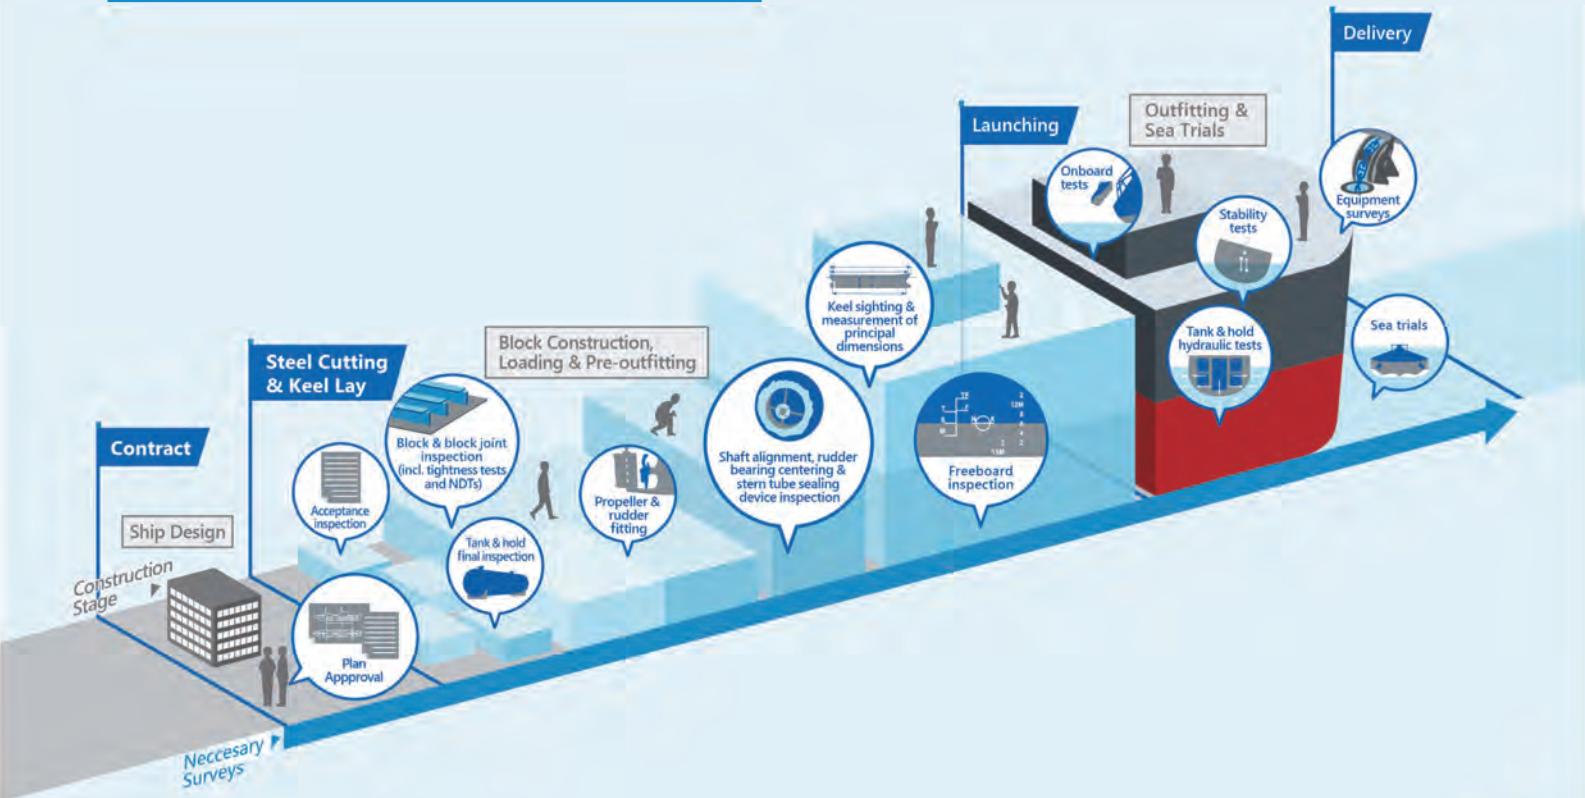 Delivery
Launching
Outfitting &
Sea Trials
Onboard
tests
Equipment
surveys
Stability
tests
Keel sighting &
measurement of
principal
dimensions
Tank & hold
hydraulic tests
Sea trials
Steel Cutting
& Keel Lay
Block Construction,
Loading & Pre-outfitting
Contract
Block & block joint
inspection
(incl. tightness tests
and NDTs)
Shaft alignment, rudder
bearing centering &
stern tube sealing
device inspection
Freeboard
inspection
Acceptance
inspection
Propeller &
rudder
fitting
Ship Design
Tank & hold
final inspection
Construction
Stage
Plan
Appproval
Neccesary
Surveys